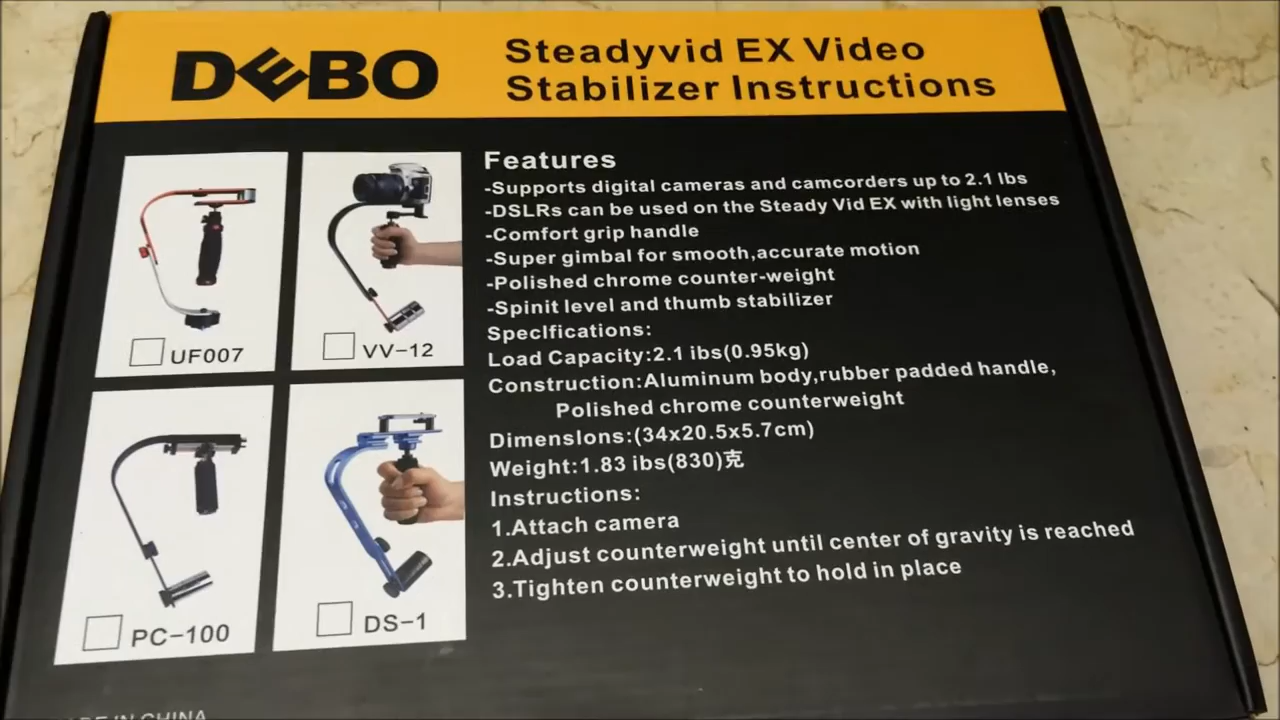 DEBO
Steadyvid EX Video
Stabilizer Instructions
UF007
VV-12
PC-100
DS-1
Features
-Supports digital cameras and camcorders up to 2.1 lbs
-DSLRs can be used on the Steady Vid EX with light lenses
-Comfort grip handle
-Super gimbal for smooth,accurate motion
-Polished chrome counter-weight
-Spinit level and thumb stabilizer
Speclfications:
Load Capacity:2.1 ibs(0.95kg)
Construction:Aluminum body,rubber padded handle,
Polished chrome counterweight
Dimenslons:(34x20.5x5.7cm)
Weight:1.83 ibs(830)克
Instructions:
1.Attach camera
2.Adjust counterweight until center of gravity is reached
3.Tighten counterweight to hold in place
MADE IN CHINA